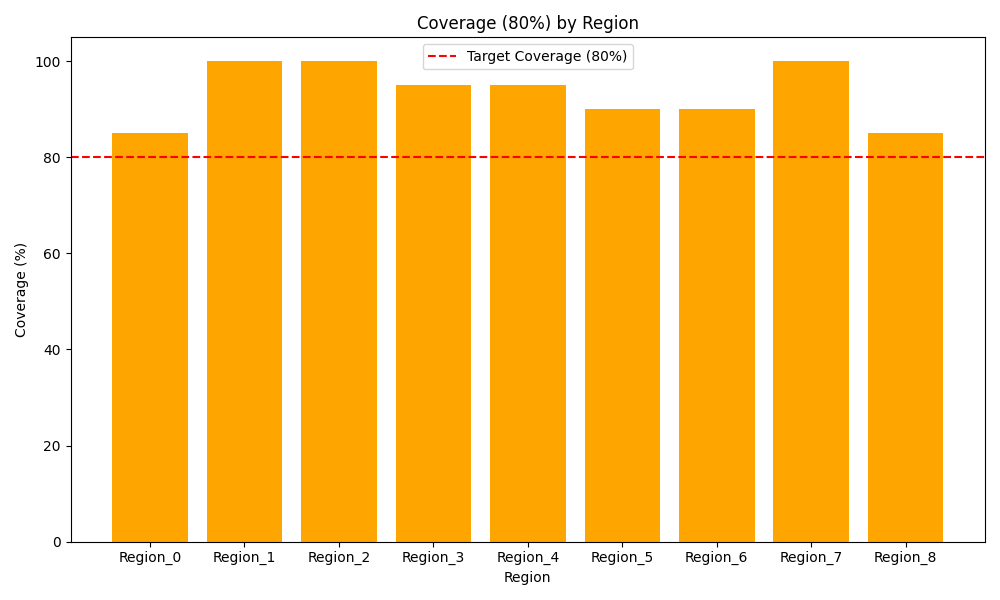 Coverage (80%) by Region
Target Coverage (80%)
Coverage (%)
100
80
60
40
20
0
Region_0 Region_1 Region_2 Region_3 Region_4 Region_5 Region_6 Region_7 Region_8
Region